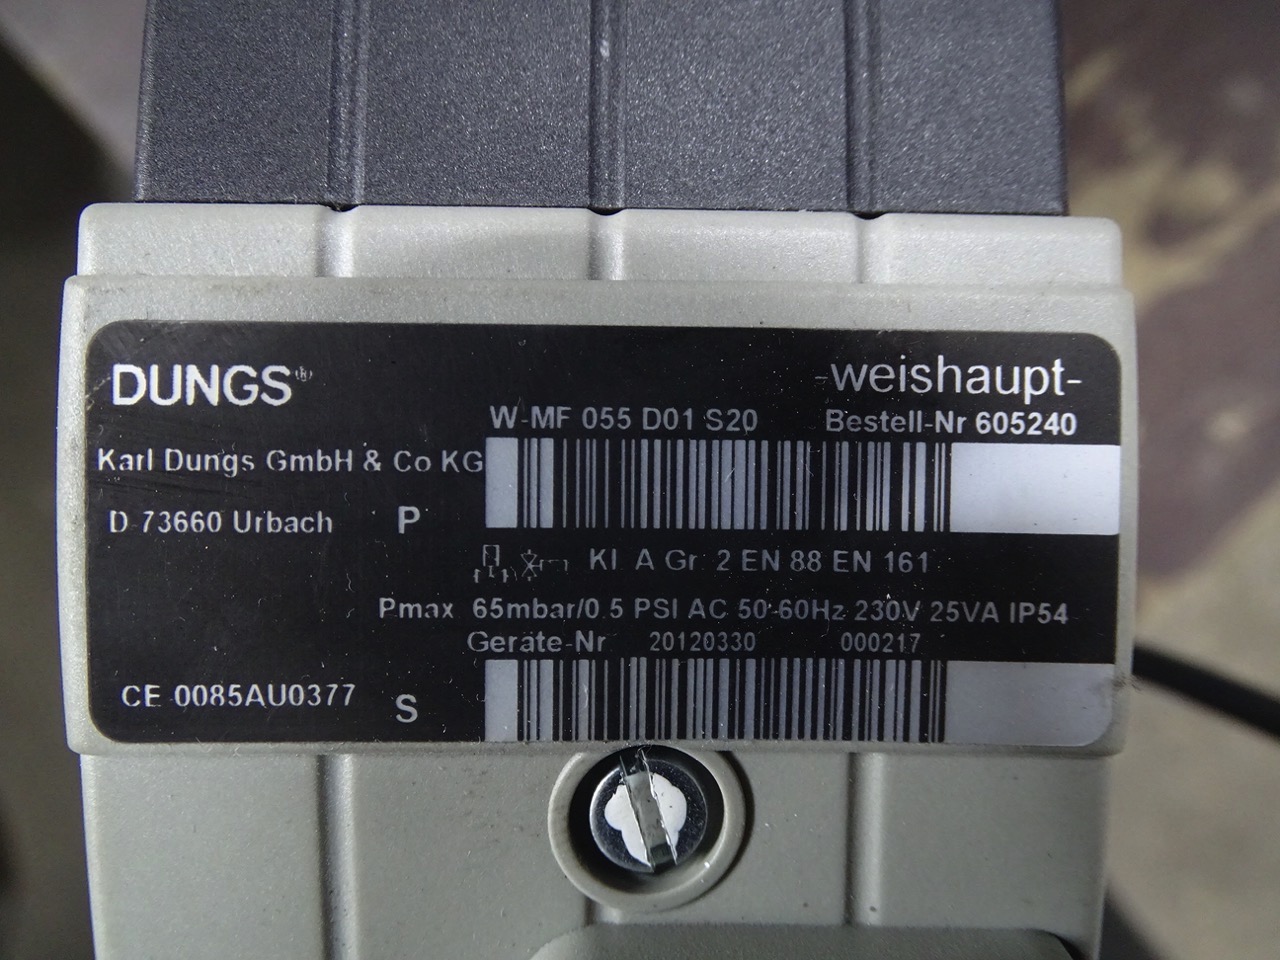 DUNGS®
-weishaupt-
W-MF 055 D01 S20 Bestell-Nr 605240
Karl Dungs GmbH & Co KG
D 73660 Urbach P
Kl A Gr 2 EN 88 EN 161
Pmax 65mbar/0.5 PSI AC 50-60Hz 230V 25VA IP54
Geräte-Nr 20120330 000217
CE 0085AU0377 S